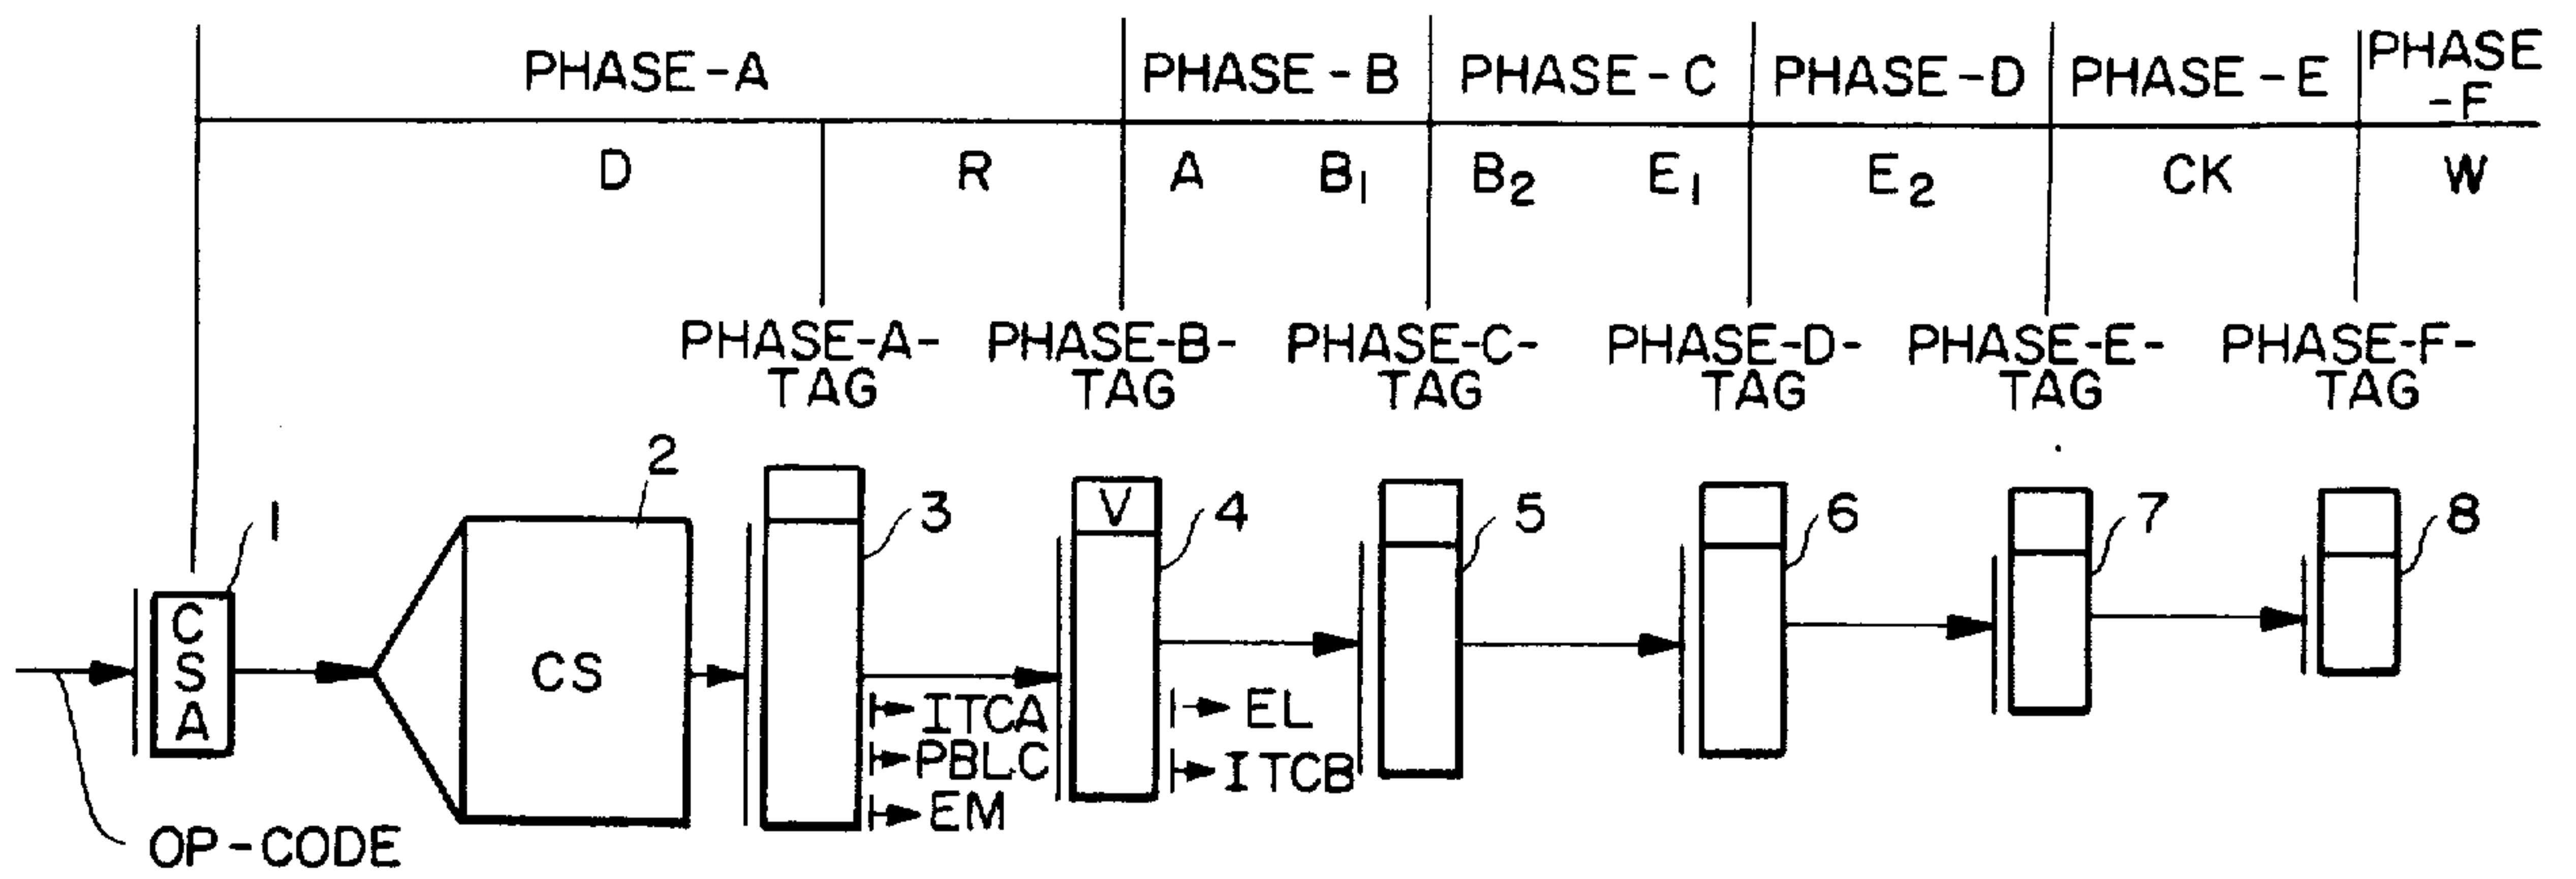 PHASE-A PHASE-B PHASE-C PHASE-D PHASE-E PHASE
-F
D R A B1 B2 E1 E2 CK W
PHASE-A- PHASE-B- PHASE-C- PHASE-D- PHASE-E- PHASE-F-
TAG TAG TAG TAG TAG TAG
2
1 V 3 4 5 6 7 8
C
S
A
CS
ITCA EL
PBLC ITCB
EM
OP-CODE